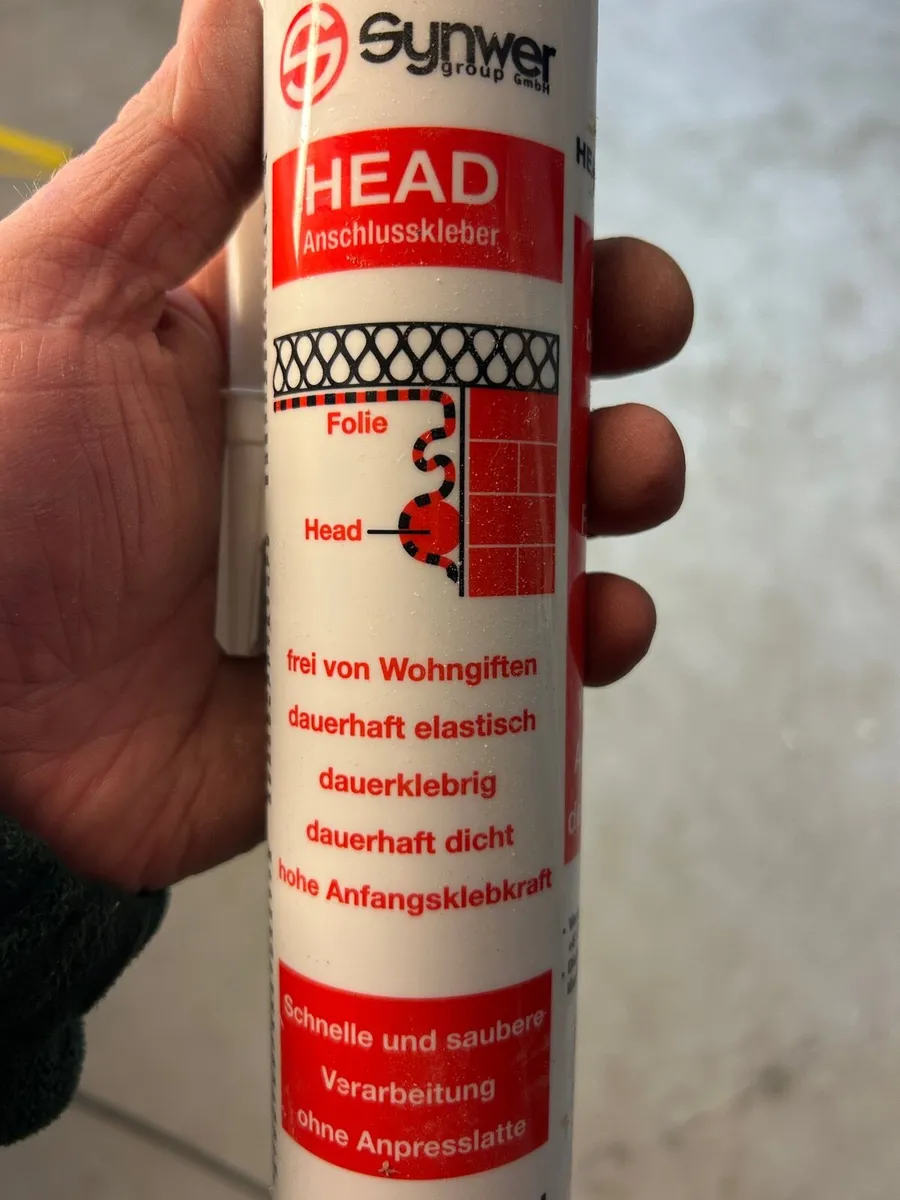 Synwer
group GmbH
HEAD
Anschlusskleber
Folie
Head
frei von Wohngiften
dauerhaft elastisch
dauerklebrig
dauerhaft dicht
hohe Anfangsklebkraft
Schnelle und saubere
Verarbeitung
ohne Anpresslatte